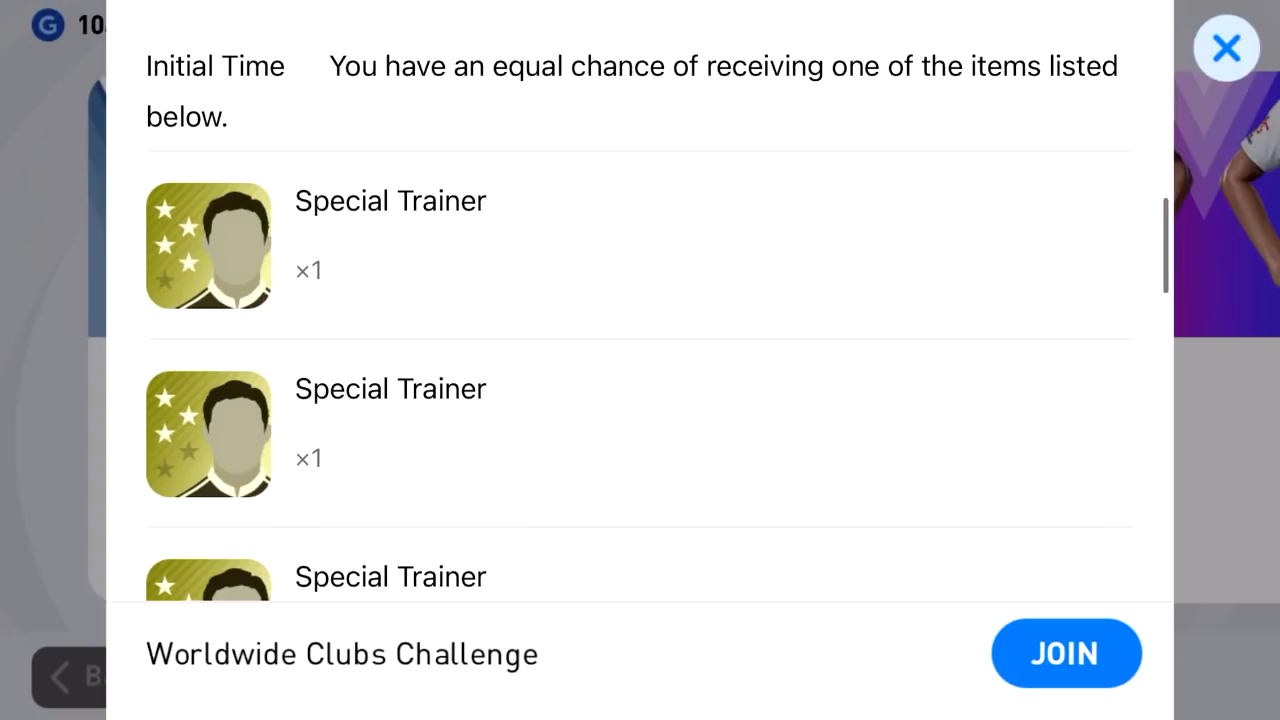 G 10
Initial Time You have an equal chance of receiving one of the items listed
below.
Special Trainer
×1
Special Trainer
×1
Special Trainer
Worldwide Clubs Challenge
JOIN